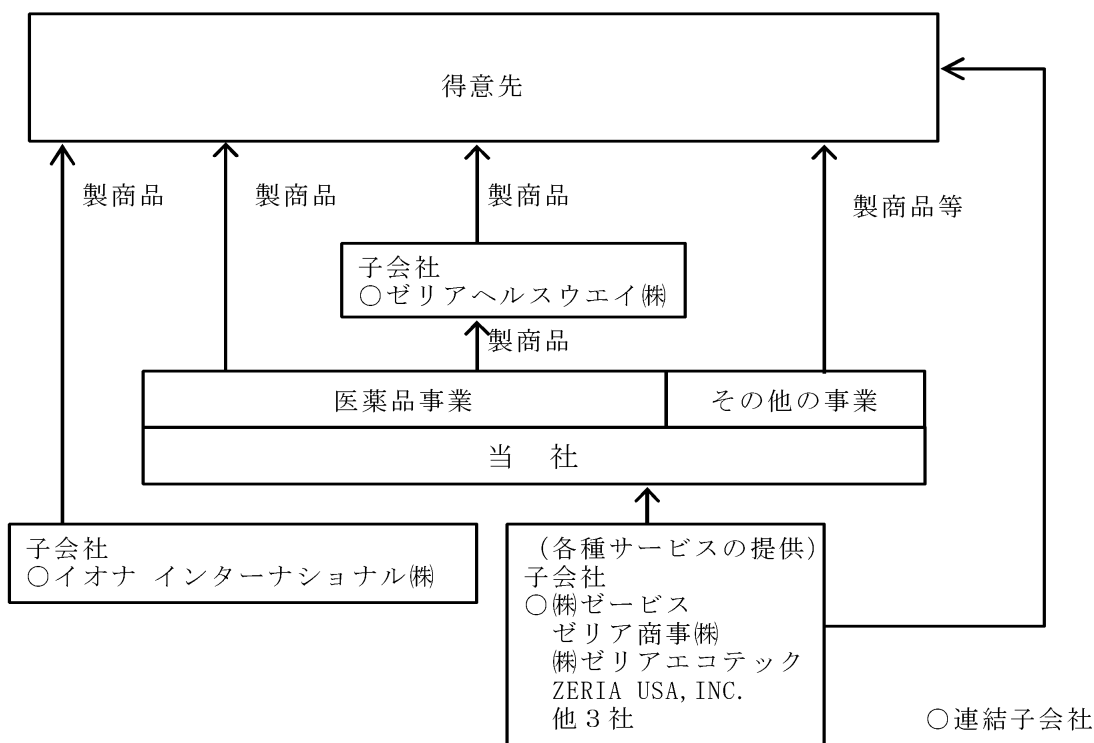 得意先
製商品
製商品
製商品
製商品等
子会社
○ゼリアヘルスウエイ㈱
製商品
医薬品事業
その他の事業
当　社
子会社
○イオナ インターナショナル㈱
（各種サービスの提供）
子会社
○㈱ゼービス
ゼリア商事㈱
㈱ゼリアエコテック
ZERIA USA,INC.
他３社
○連結子会社